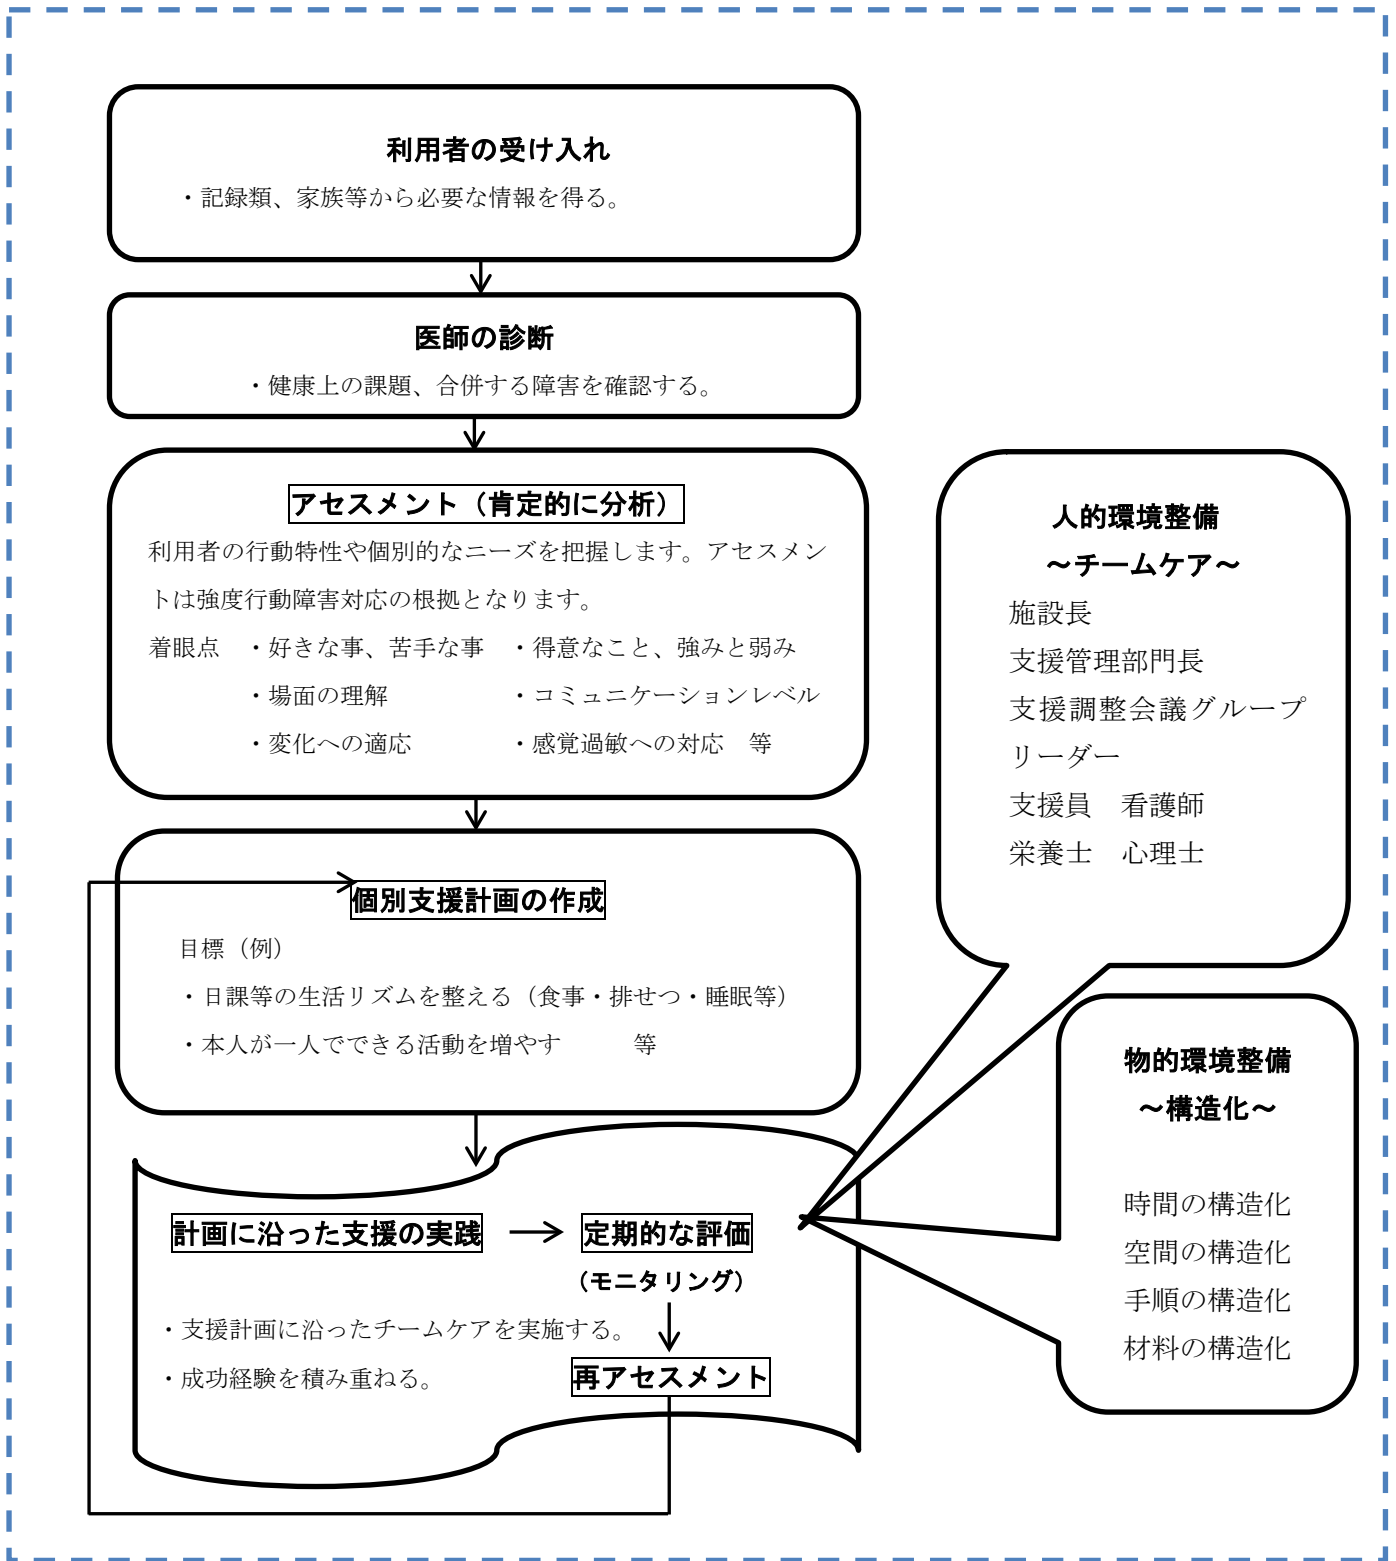 利用者の受け入れ
・記録類、家族等から必要な情報を得る。
医師の診断
・健康上の課題、合併する障害を確認する。
アセスメント（肯定的に分析）
利用者の行動特性や個別的なニーズを把握します。アセスメン
トは強度行動障害対応の根拠となります。
着眼点　・好きな事、苦手な事　・得意なこと、強みと弱み
・場面の理解　・コミュニケーションレベル
・変化への適応　・感覚過敏への対応　等
個別支援計画の作成
目標（例）
・日課等の生活リズムを整える（食事・排せつ・睡眠等）
・本人が一人でできる活動を増やす　　　等
計画に沿った支援の実践
定期的な評価
（モニタリング）
・支援計画に沿ったチームケアを実施する。
・成功経験を積み重ねる。
再アセスメント
人的環境整備
～チームケア～
施設長
支援管理部門長
支援調整会議グループ
リーダー
支援員　看護師
栄養士　心理士
物的環境整備
～構造化～
時間の構造化
空間の構造化
手順の構造化
材料の構造化